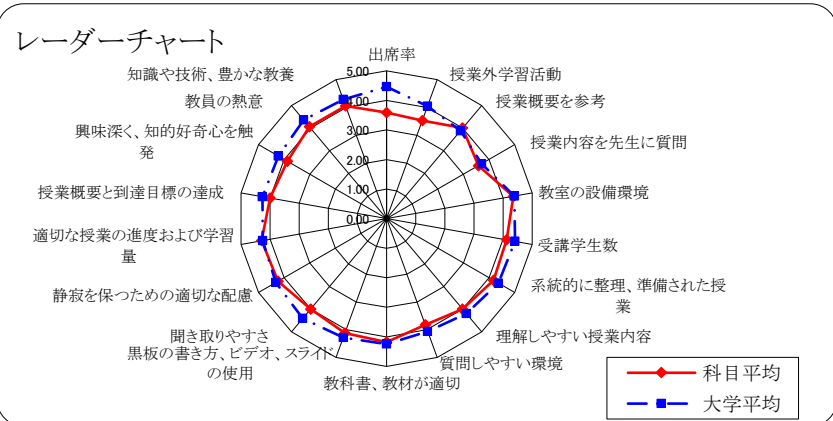 レーダーチャート
出席率
授業外学習活動
授業概要を参考
授業内容を先生に質問
教室の設備環境
受講学生数
系統的に整理、準備された授
業
理解しやすい授業内容
質問しやすい環境
教科書、教材が適切
黒板の書き方、ビデオ、スライド
の使用
聞き取りやすさ
静寂を保つための適切な配慮
適切な授業の進度および学習
量
授業概要と到達目標の達成
興味深く、知的好奇心を触
発
教員の熱意
知識や技術、豊かな教養
5.00
4.00
3.00
2.00
1.00
0.00
科目平均
大学平均